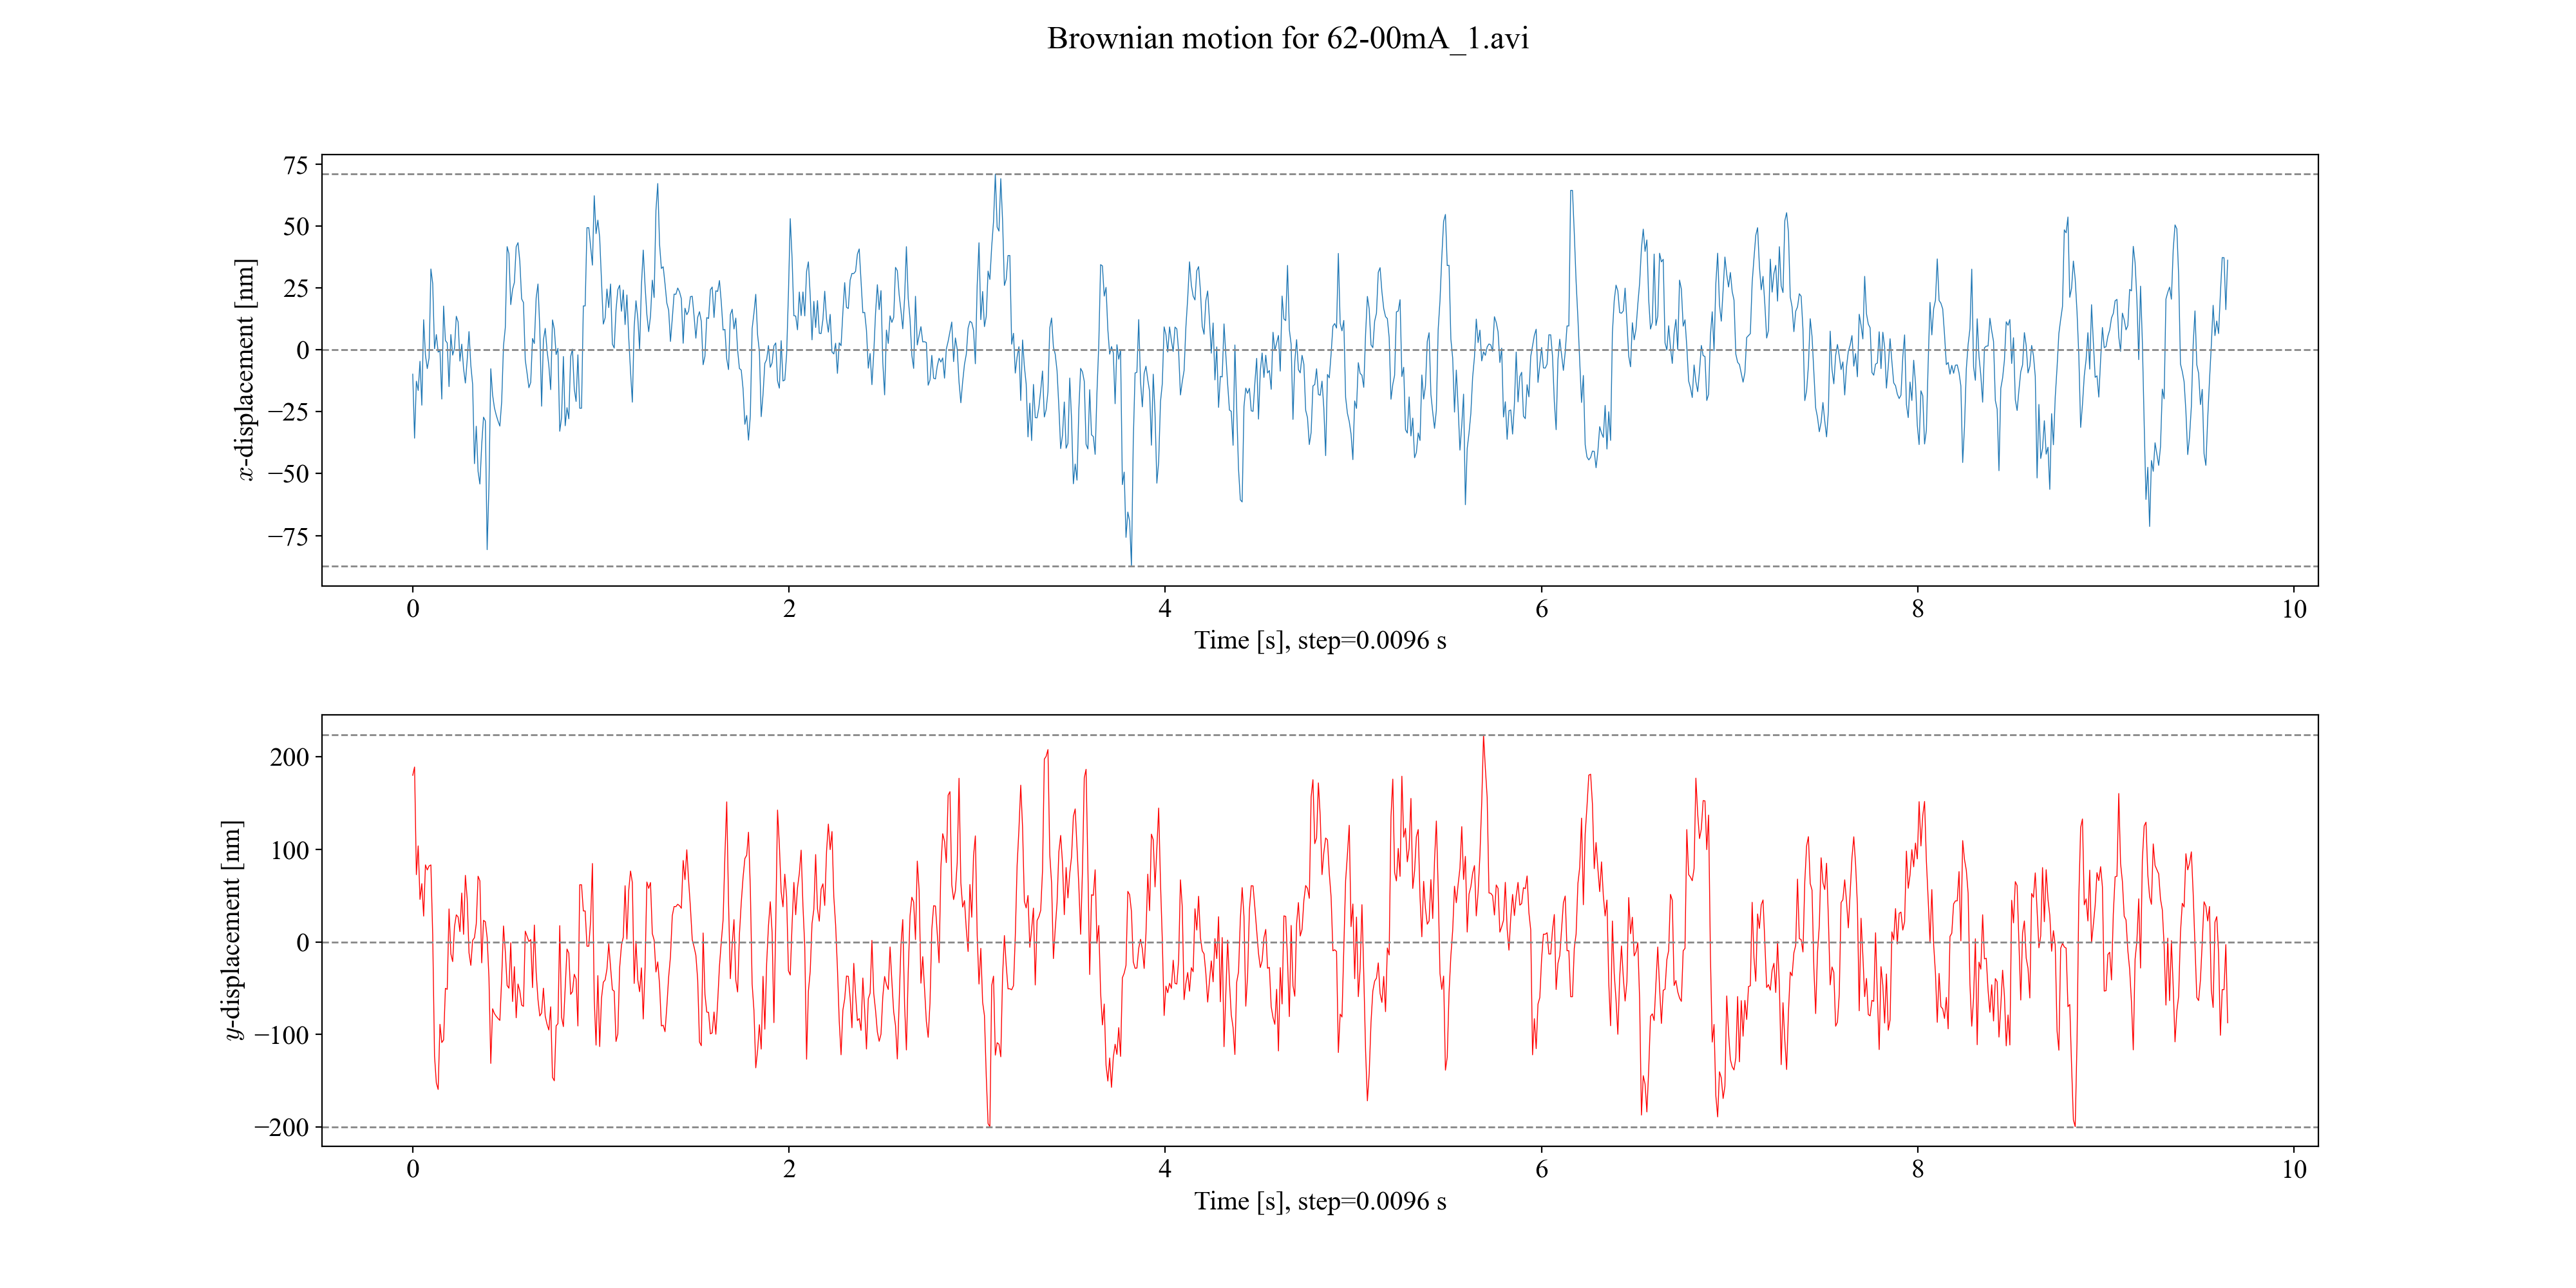 Brownian motion for 62-00mA_1.avi
75
50
25
0
−25
−50
−75
x-displacement [nm]
0 2 4 6 8 10
Time [s], step=0.0096 s
200
100
0
−100
−200
y-displacement [nm]
0 2 4 6 8 10
Time [s], step=0.0096 s